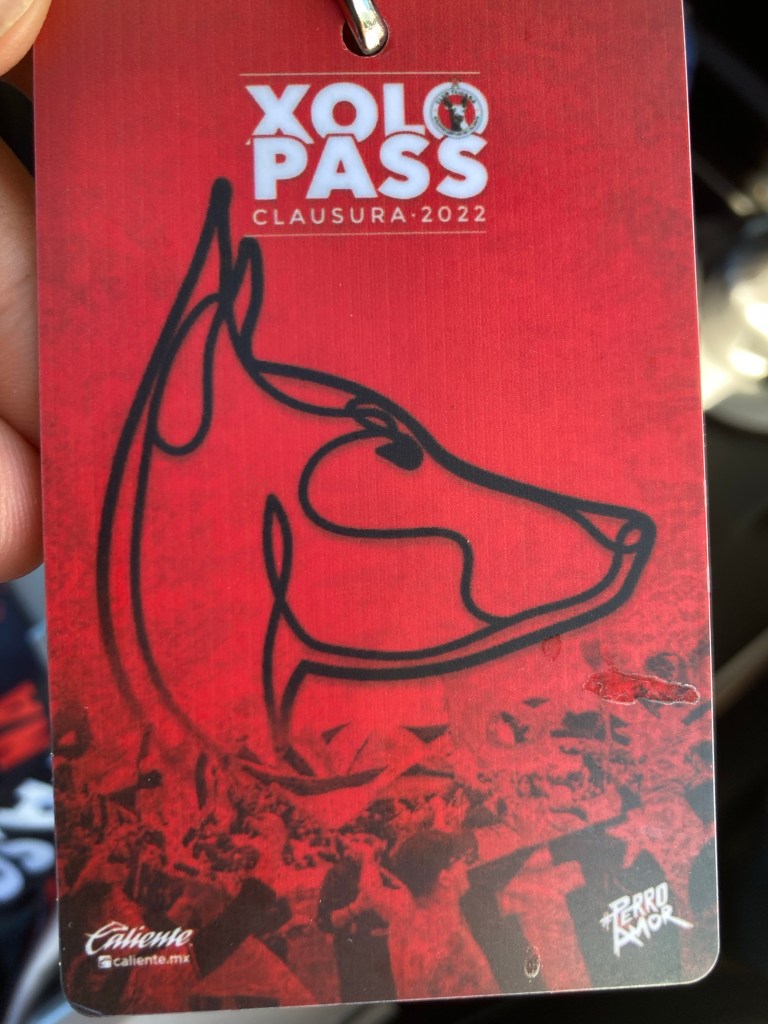 XOLO
PASS
CLAUSURA·2022
Caliente
caliente.mx
#PERRO
AMOR